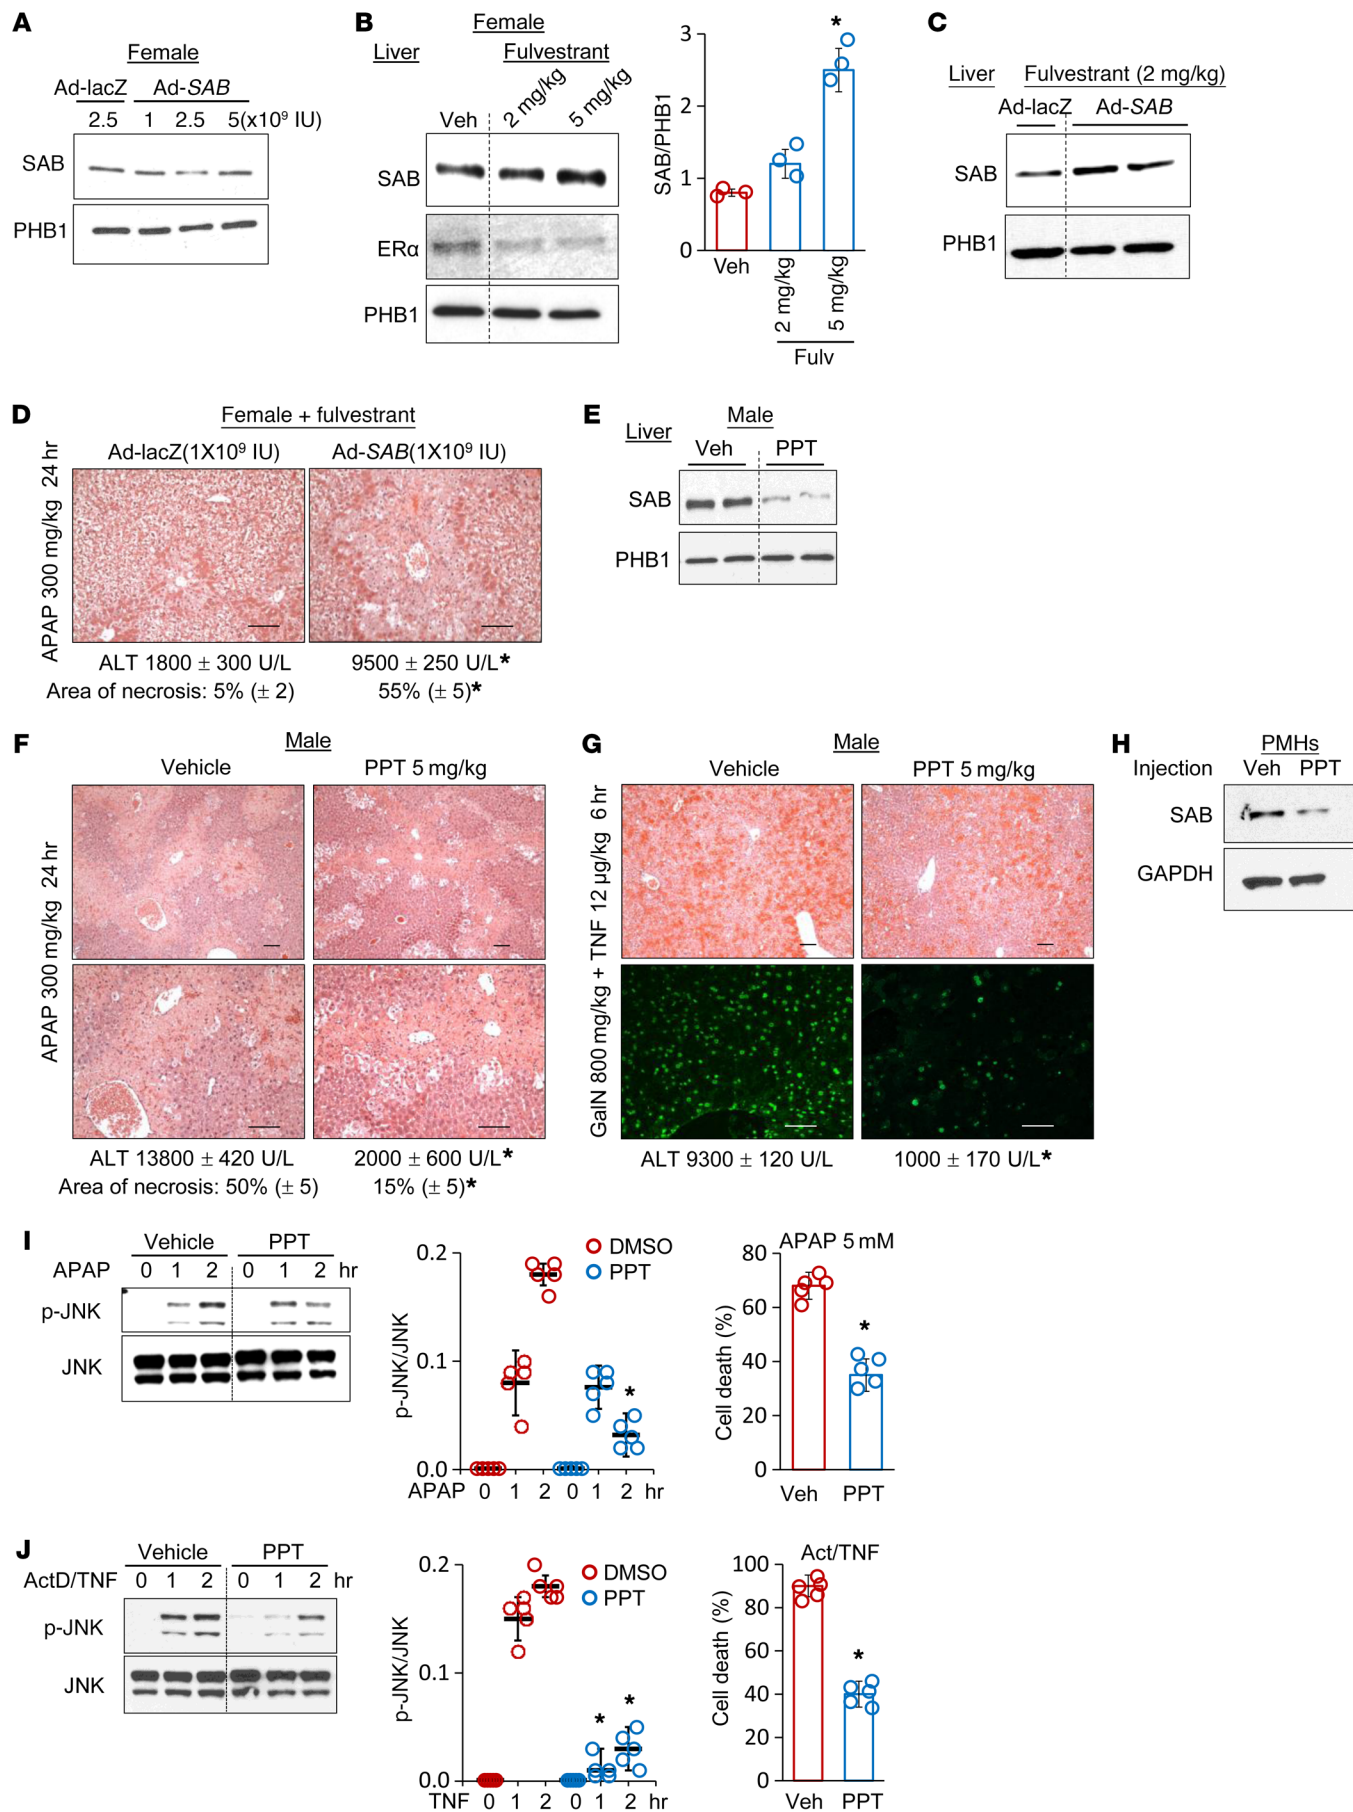 A
Female
Ad-lacZ Ad-SAB
2.5 1 2.5 5(x10⁹ IU)
SAB
PHB1
B
Female
Liver Fulvestrant
Veh 2 mg/kg 5 mg/kg
SAB
ERα
PHB1
SAB/PHB1
3
2
1
0
*
Veh 2 mg/kg 5 mg/kg
Fulv
C
Liver Fulvestrant (2 mg/kg)
Ad-lacZ Ad-SAB
SAB
PHB1
D
Female + fulvestrant
Ad-lacZ(1X10⁹ IU) Ad-SAB(1X10⁹ IU)
APAP 300 mg/kg 24 hr
ALT 1800 ± 300 U/L 9500 ± 250 U/L*
Area of necrosis: 5% (± 2) 55% (± 5)*
E
Male
Liver Veh PPT
SAB
PHB1
F
Male
Vehicle PPT 5 mg/kg
APAP 300 mg/kg 24 hr
ALT 13800 ± 420 U/L 2000 ± 600 U/L*
Area of necrosis: 50% (± 5) 15% (± 5)*
G
Male
Vehicle PPT 5 mg/kg
GalN 800 mg/kg + TNF 12 µg/kg 6 hr
ALT 9300 ± 120 U/L 1000 ± 170 U/L*
H
PMHs
Injection Veh PPT
SAB
GAPDH
I
Vehicle PPT
APAP 0 1 2 0 1 2 hr
p-JNK
JNK
p-JNK/JNK
0.2
0.1
0.0
DMSO
PPT
*
APAP 0 1 2 0 1 2 hr
APAP 5 mM
Cell death (%)
80
60
40
20
0
*
Veh PPT
J
Vehicle PPT
ActD/TNF 0 1 2 0 1 2 hr
p-JNK
JNK
p-JNK/JNK
0.2
0.1
0.0
DMSO
PPT
* *
TNF 0 1 2 0 1 2 hr
Act/TNF
Cell death (%)
100
80
60
40
20
0
*
Veh PPT